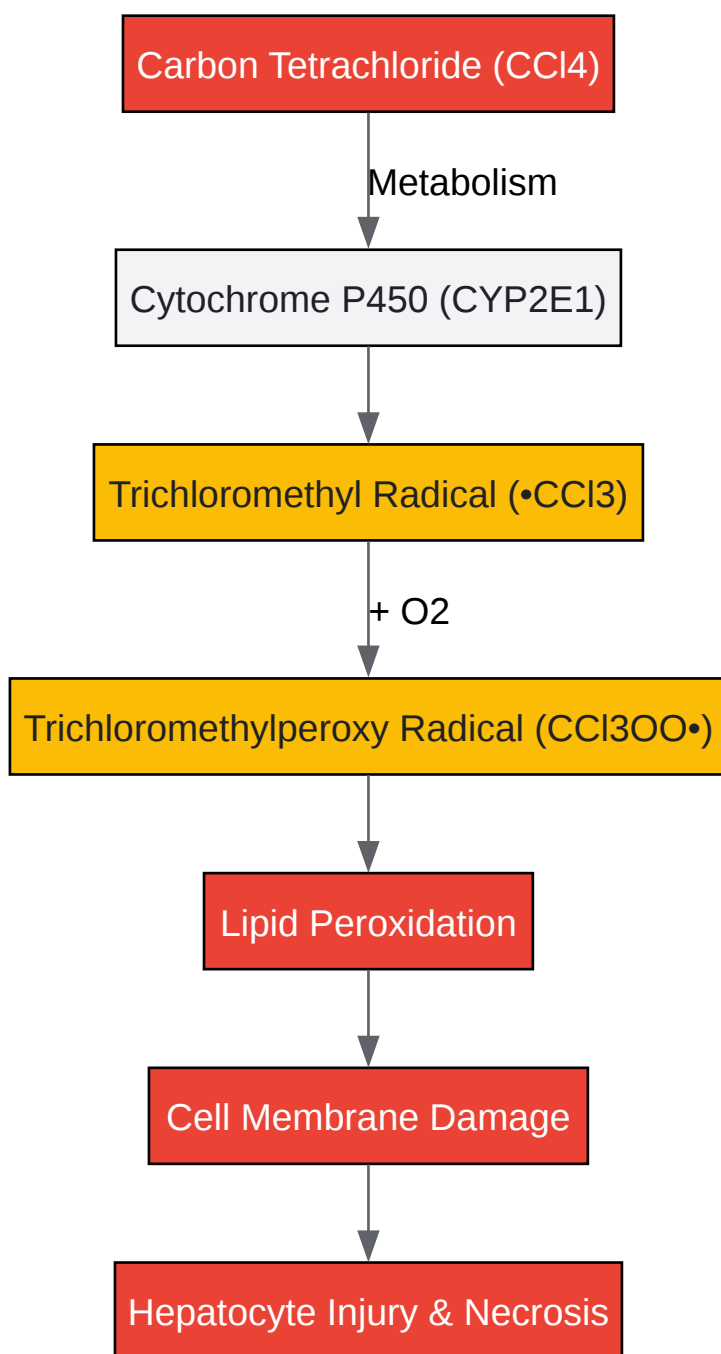 Carbon Tetrachloride (CCl4)
Metabolism
Cytochrome P450 (CYP2E1)
Trichloromethyl Radical (•CCl3)
+ O2
Trichloromethylperoxy Radical (CCl3OO•)
Lipid Peroxidation
Cell Membrane Damage
Hepatocyte Injury & Necrosis